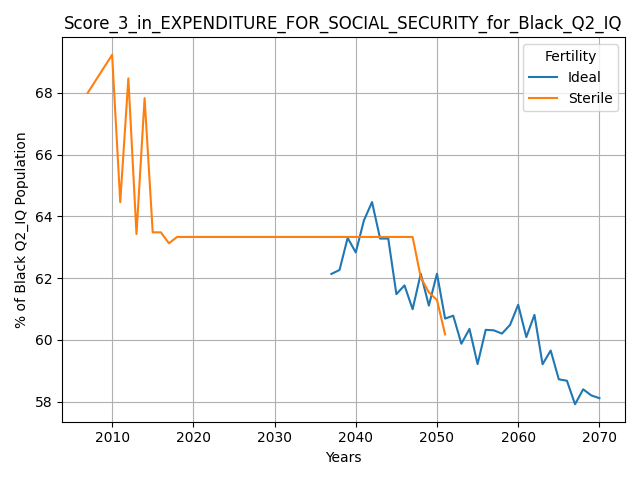 Score_3_in_EXPENDITURE_FOR_SOCIAL_SECURITY_for_Black_Q2_IQ
Fertility
Ideal
Sterile
% of Black Q2_IQ Population
68
66
64
62
60
58
2010 2020 2030 2040 2050 2060 2070
Years